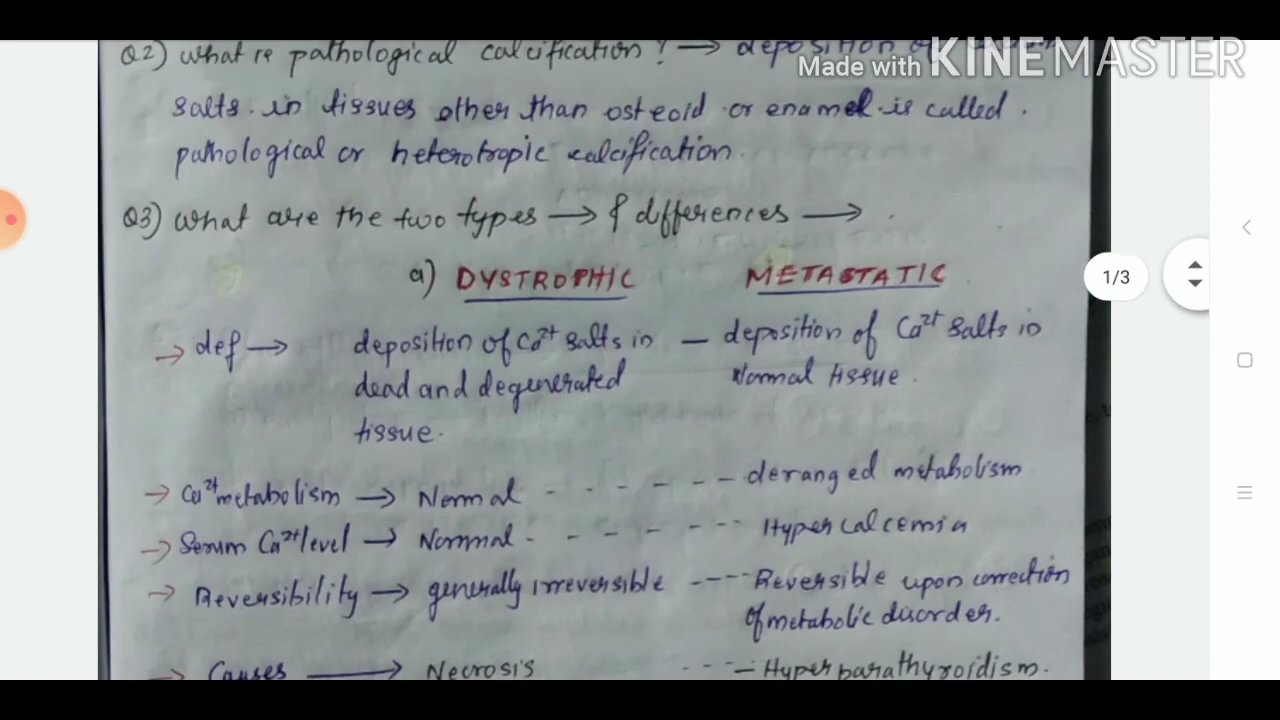 Q2) what is pathological calcification? → deposition of
Made with KINEMASTER
salts in tissues other than osteoid or enamel is called.
pathological or heterotropic calcification.
Q3) what are the two types → & differences →
1/3
a) DYSTROPHIC METASTATIC
→ def → deposition of Ca²⁺ salts in — deposition of Ca²⁺ salts in
dead and degenerated Normal tissue.
tissue.
→ Ca²⁺ metabolism → Normal - - - - - - deranged metabolism
→ Serum Ca²⁺ level → Normal - - - - - - Hypercalcemia
→ Reversibility → generally irreversible ---- Reversible upon correction
of metabolic disorder.
→ Causes → Necrosis --- Hyperparathyroidism.